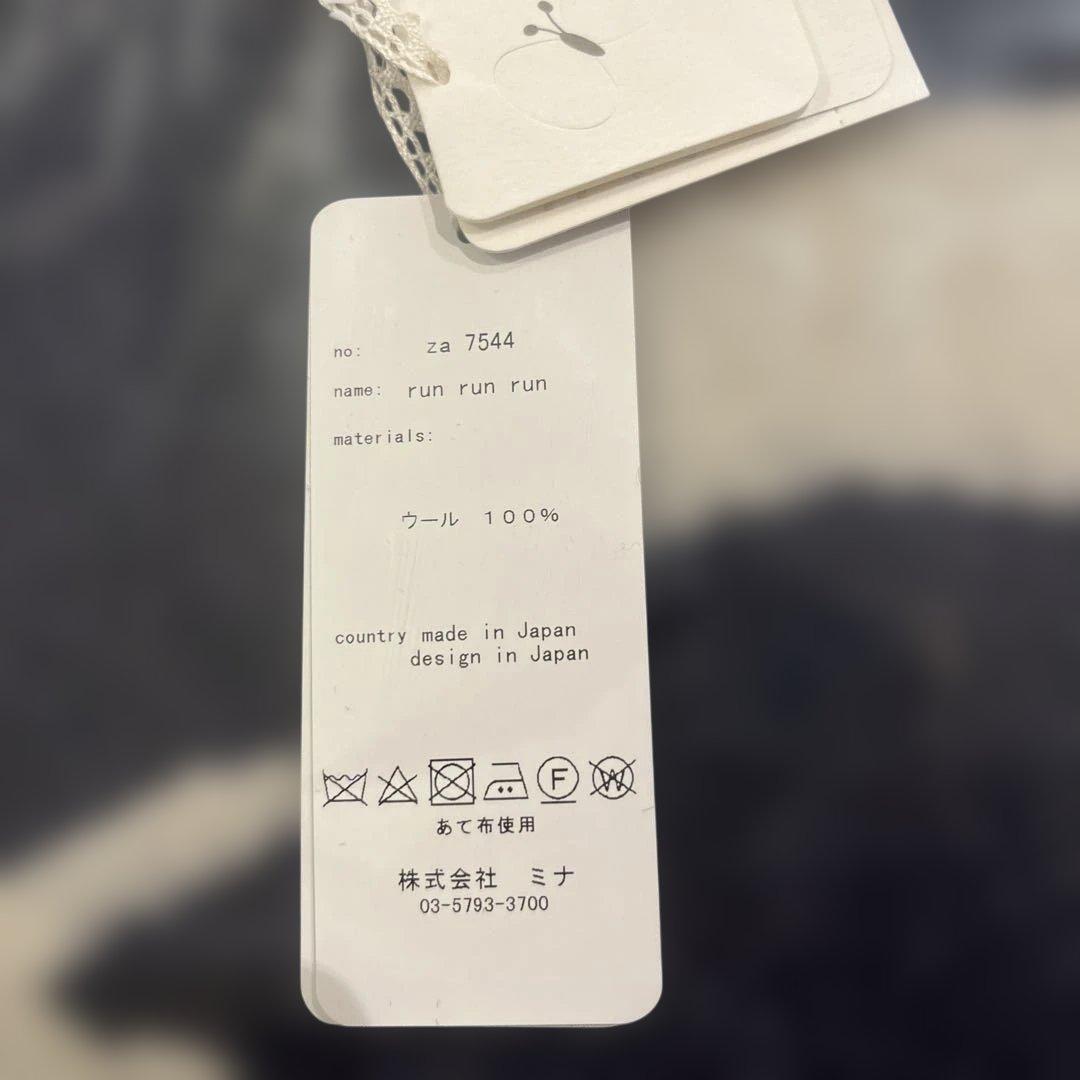 no: za 7544
name: run run run
materials:
ウール 100%
country made in Japan
design in Japan
F W
あて布使用
株式会社 ミナ
03-5793-3700